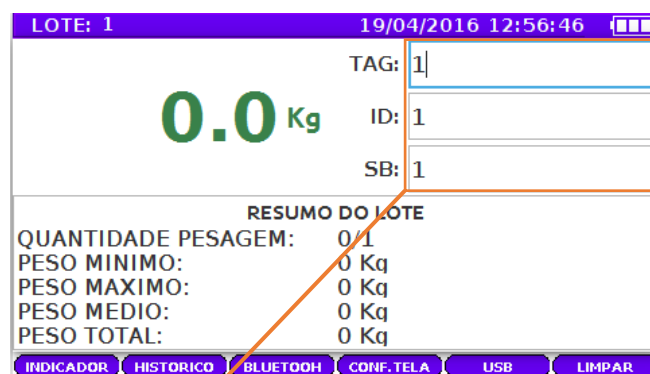 LOTE: 1 19/04/2016 12:56:46
TAG: 1
0.0 Kg
ID: 1
SB: 1
RESUMO DO LOTE
QUANTIDADE PESAGEM: 0/1
PESO MINIMO: 0 Kg
PESO MAXIMO: 0 Kg
PESO MEDIO: 0 Kg
PESO TOTAL: 0 Kg
INDICADOR HISTORICO BLUETOOH CONF.TELA USB LIMPAR